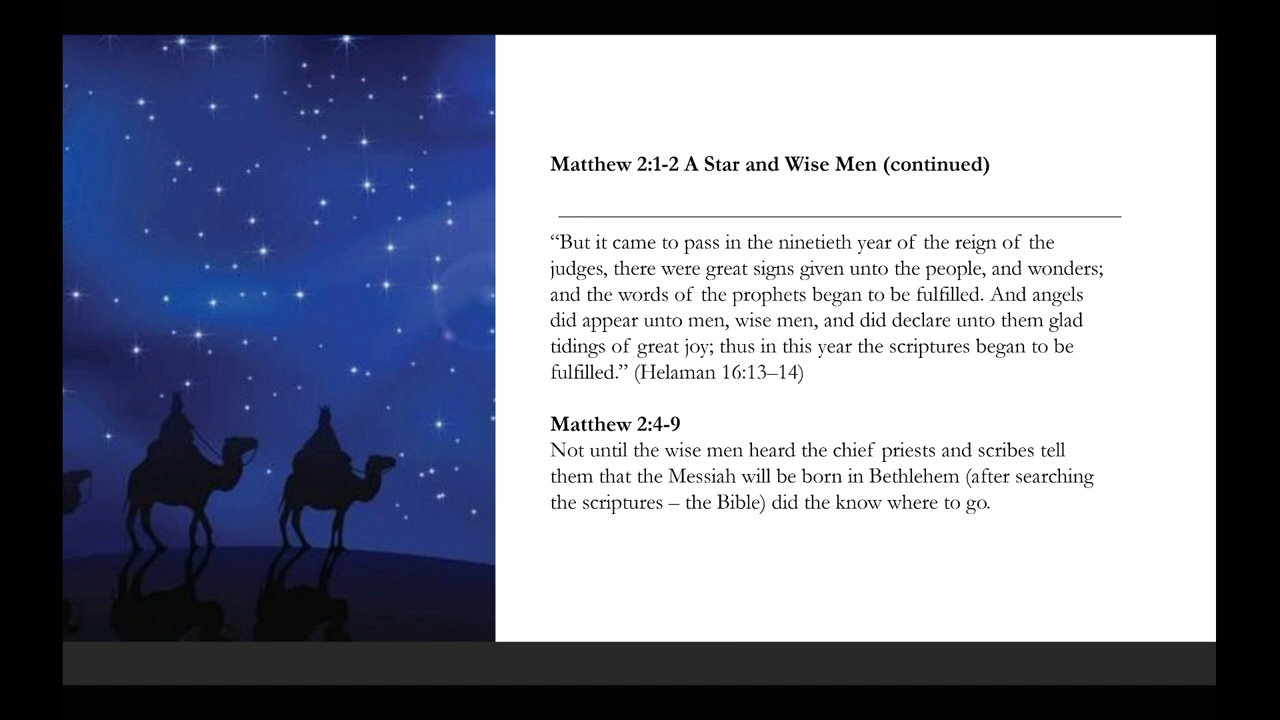 Matthew 2:1-2 A Star and Wise Men (continued)
“But it came to pass in the ninetieth year of the reign of the
judges, there were great signs given unto the people, and wonders;
and the words of the prophets began to be fulfilled. And angels
did appear unto men, wise men, and did declare unto them glad
tidings of great joy; thus in this year the scriptures began to be
fulfilled.” (Helaman 16:13–14)
Matthew 2:4-9
Not until the wise men heard the chief priests and scribes tell
them that the Messiah will be born in Bethlehem (after searching
the scriptures – the Bible) did the know where to go.